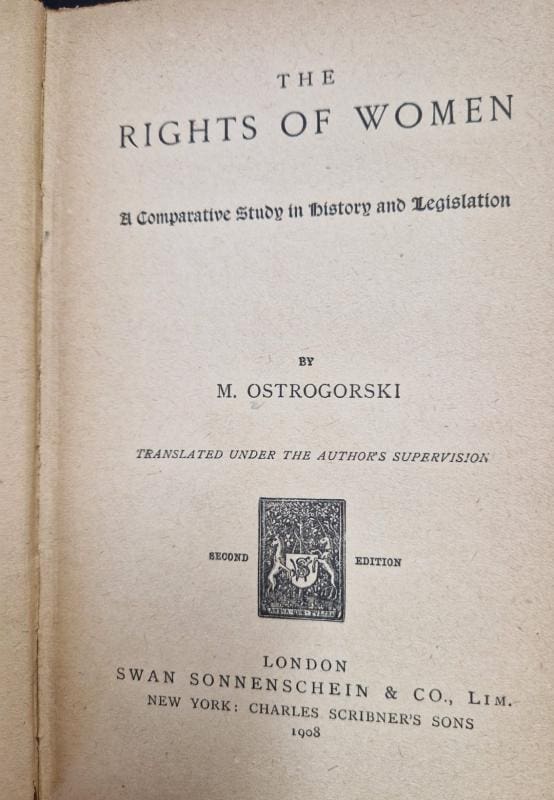 THE
RIGHTS OF WOMEN
A Comparative Study in History and Legislation
BY
M. OSTROGORSKI
TRANSLATED UNDER THE AUTHOR'S SUPERVISION
SECOND EDITION
LONDON
SWAN SONNENSCHEIN & CO., LIM.
NEW YORK: CHARLES SCRIBNER'S SONS
1908